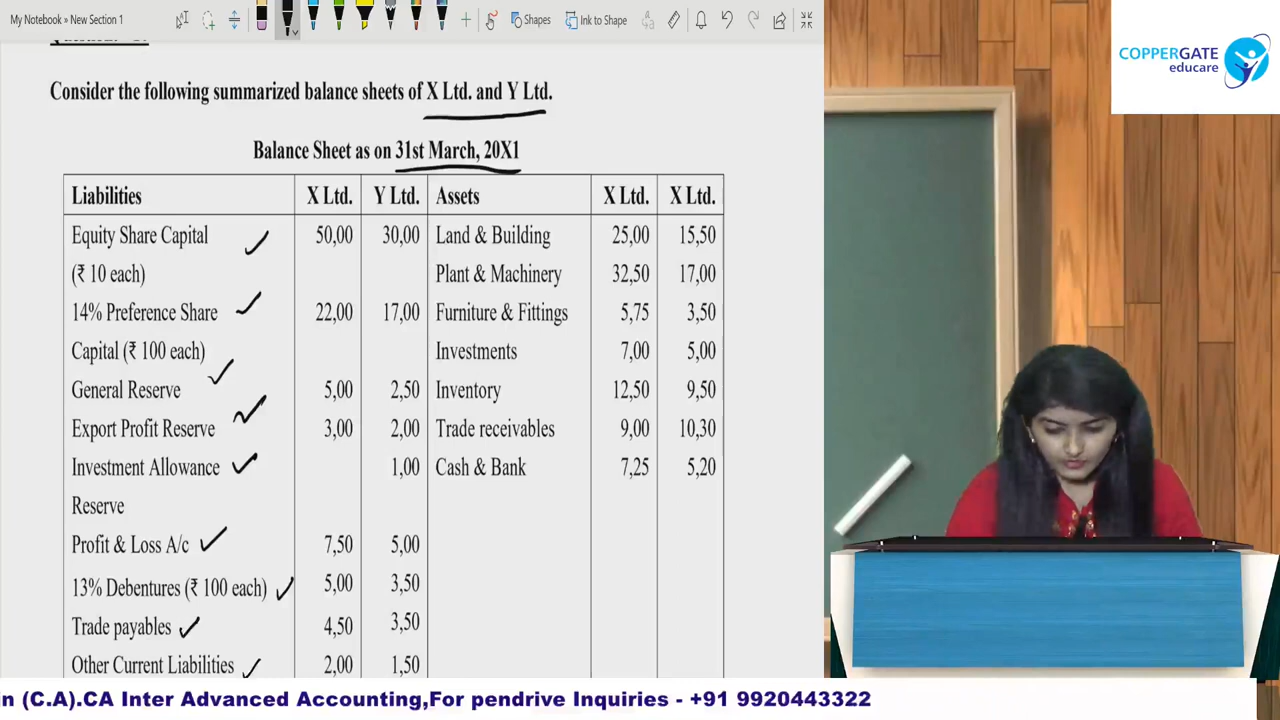 My Notebook » New Section 1
Shapes
Ink to Shape
COPPERGATE
educare
Consider the following summarized balance sheets of X Ltd. and Y Ltd.
Balance Sheet as on 31st March, 20X1
Liabilities X Ltd. Y Ltd. Assets X Ltd. X Ltd.
Equity Share Capital 50,00 30,00 Land & Building 25,00 15,50
(₹ 10 each) Plant & Machinery 32,50 17,00
14% Preference Share 22,00 17,00 Furniture & Fittings 5,75 3,50
Capital (₹ 100 each) Investments 7,00 5,00
General Reserve 5,00 2,50 Inventory 12,50 9,50
Export Profit Reserve 3,00 2,00 Trade receivables 9,00 10,30
Investment Allowance 1,00 Cash & Bank 7,25 5,20
Reserve
Profit & Loss A/c 7,50 5,00
13% Debentures (₹ 100 each) 5,00 3,50
Trade payables 4,50 3,50
Other Current Liabilities 2,00 1,50
in (C.A).CA Inter Advanced Accounting,For pendrive Inquiries - +91 9920443322